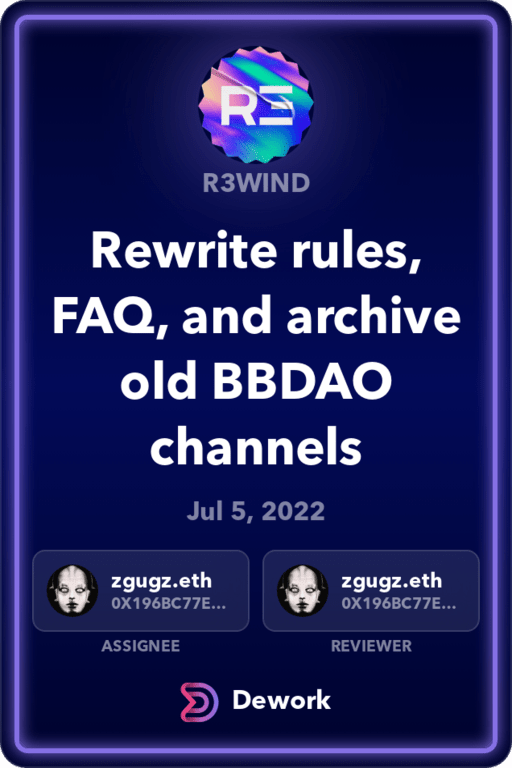 RE
R3WIND
Rewrite rules,
FAQ, and archive
old BBDAO
channels
Jul 5, 2022
zgugz.eth
0X196BC77E...
ASSIGNEE
zgugz.eth
0X196BC77E...
REVIEWER
Dework